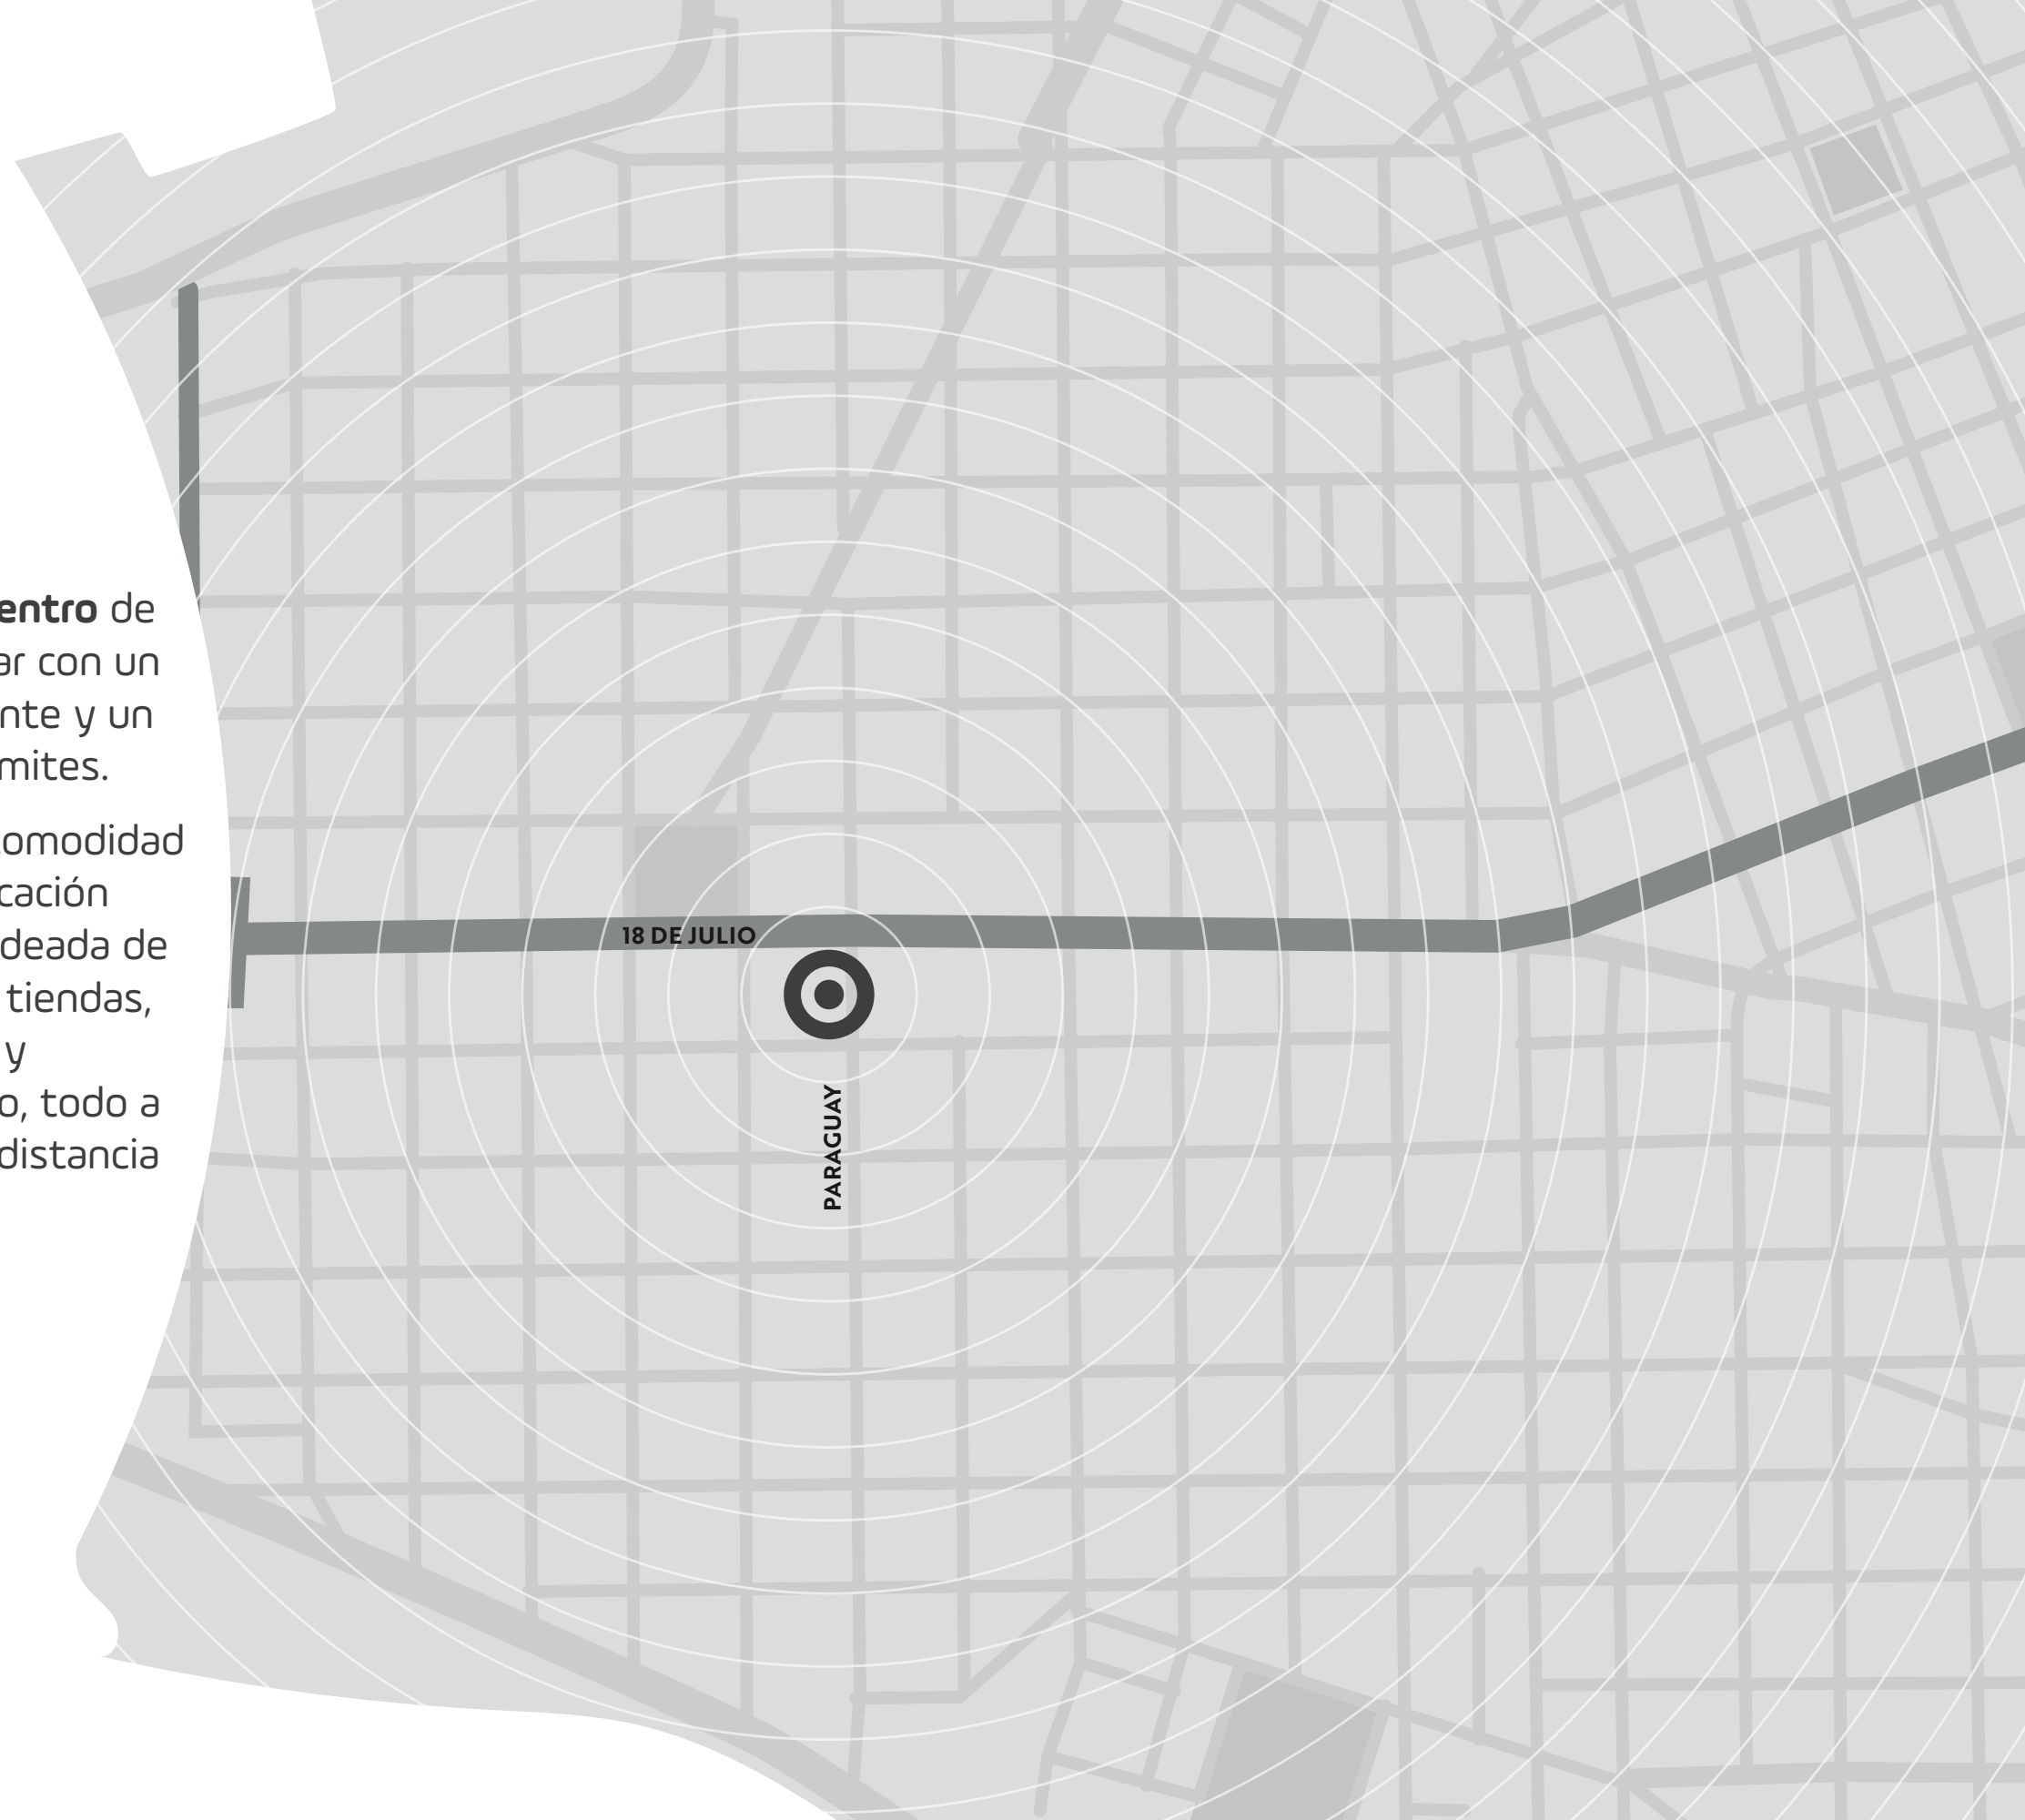 entro de
ar con un
nte y un
mites.
omodidad
cación
deada de
tiendas,
y
o, todo a
distancia
18 DE JULIO
PARAGUAY